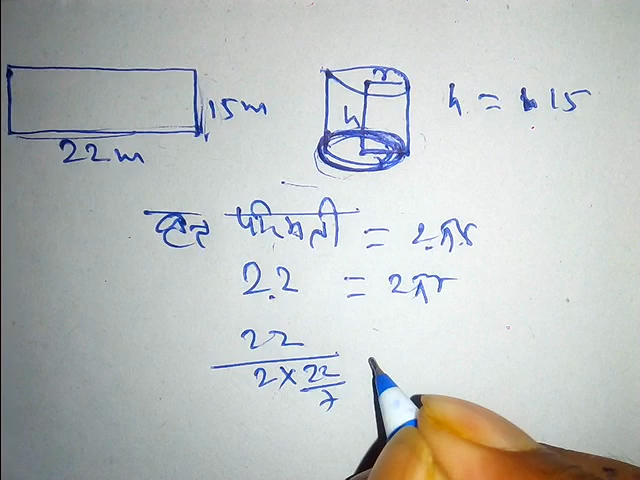 15m
22m
r
h
h = 15
वृत्त परिमिती = 2πr
22 = 2πr
22
2 × 22
7